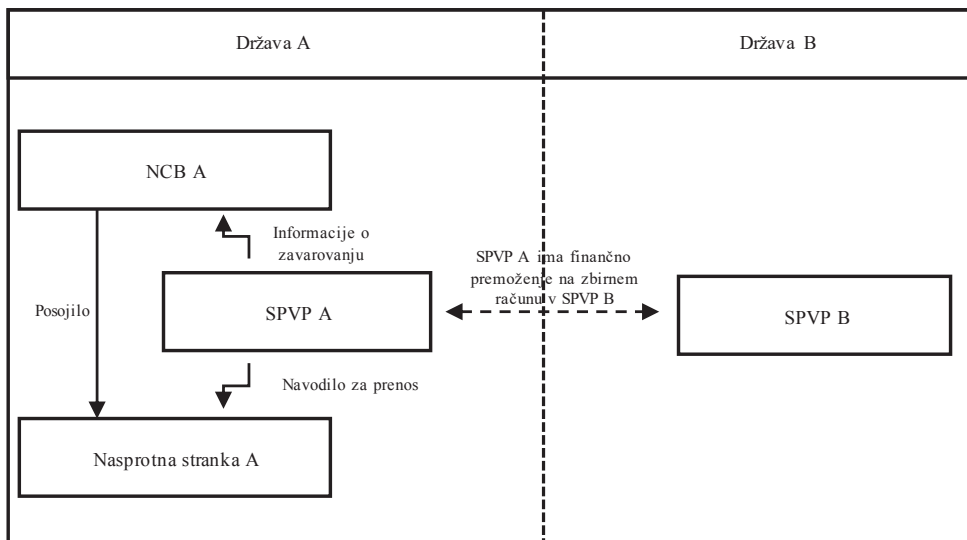 Država A
Država B
NCB A
Informacije o
zavarovanju
SPVP A ima finančno
premoženje na zbirnem
računu v SPVP B
Posojilo
SPVP A
SPVP B
Navodilo za prenos
Nasprotna stranka A